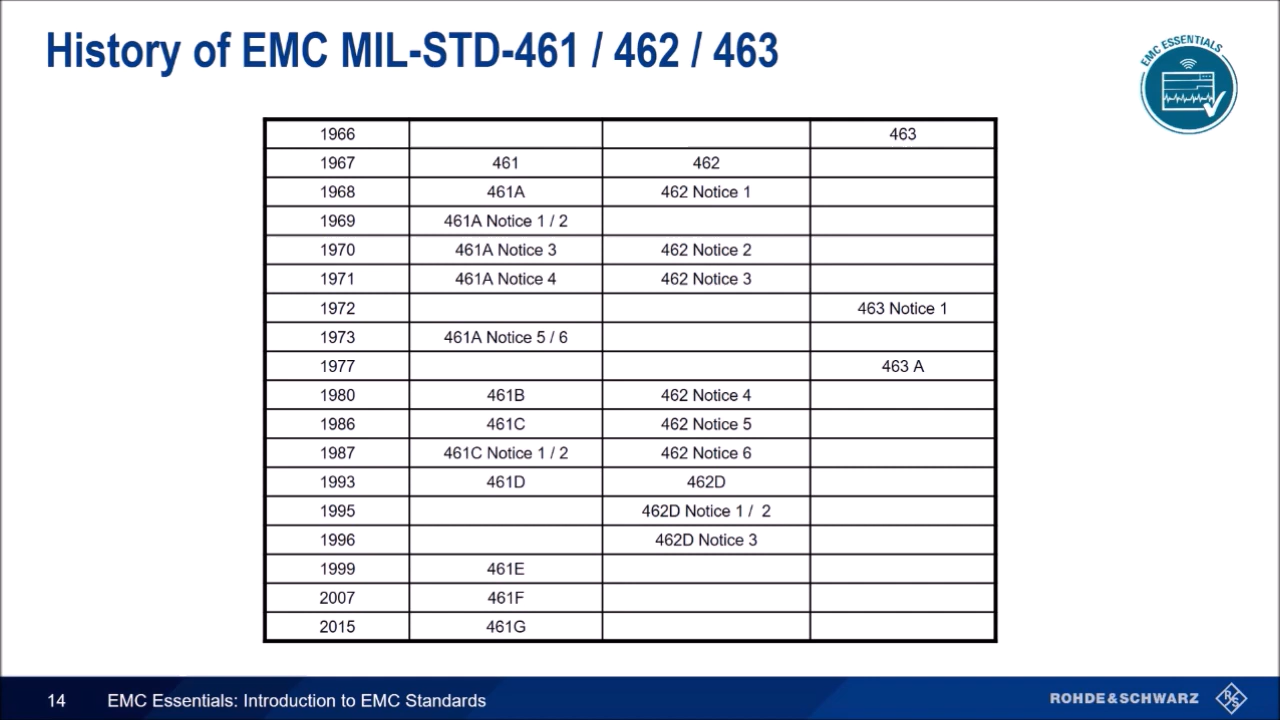 History of EMC MIL-STD-461 / 462 / 463
EMC ESSENTIALS
1966 463
1967 461 462
1968 461A 462 Notice 1
1969 461A Notice 1 / 2
1970 461A Notice 3 462 Notice 2
1971 461A Notice 4 462 Notice 3
1972 463 Notice 1
1973 461A Notice 5 / 6
1977 463 A
1980 461B 462 Notice 4
1986 461C 462 Notice 5
1987 461C Notice 1 / 2 462 Notice 6
1993 461D 462D
1995 462D Notice 1 /  2
1996 462D Notice 3
1999 461E
2007 461F
2015 461G
14 EMC Essentials: Introduction to EMC Standards
ROHDE&SCHWARZ
R&S